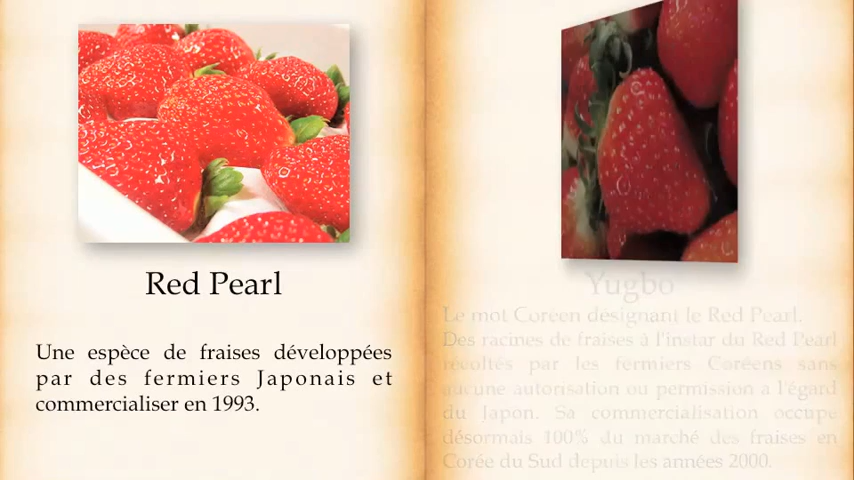 Red Pearl
Une espèce de fraises développées
par des fermiers Japonais et
commercialiser en 1993.
Yugbo
Le mot Coréen désignant le Red Pearl.
Des racines de fraises à l'instar du Red Pearl
récoltés par les fermiers Coréens sans
aucune autorisation ou permission a l'égard
du Japon. Sa commercialisation occupe
désormais 100% du marché des fraises en
Corée du Sud depuis les années 2000.